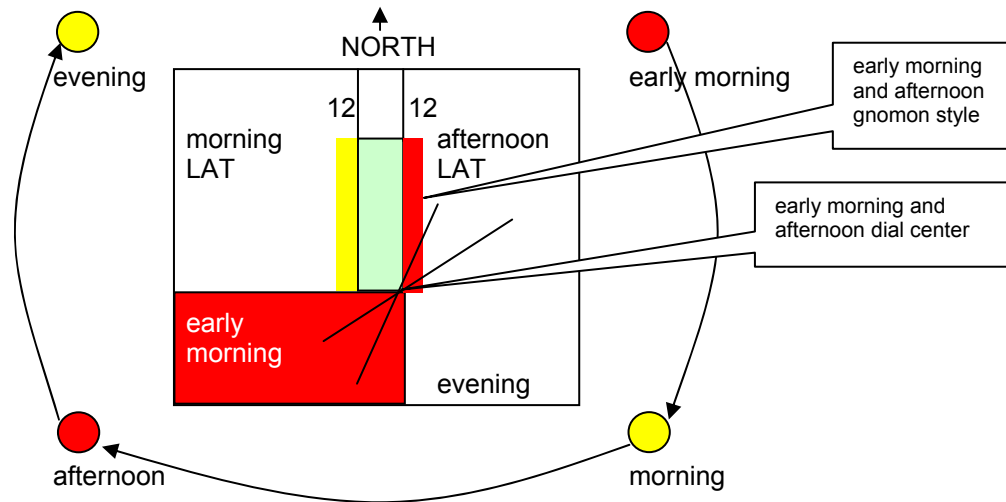 NORTH
evening
early morning
early morning
and afternoon
gnomon style
12
12
morning
LAT
afternoon
LAT
early morning and
afternoon dial center
early
morning
evening
afternoon
morning